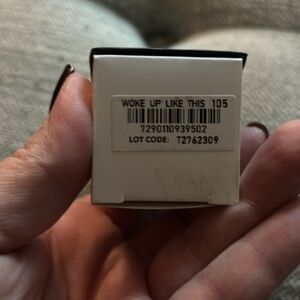 WOKE UP LIKE THIS 105
7290110939502
LOT CODE: T2762309